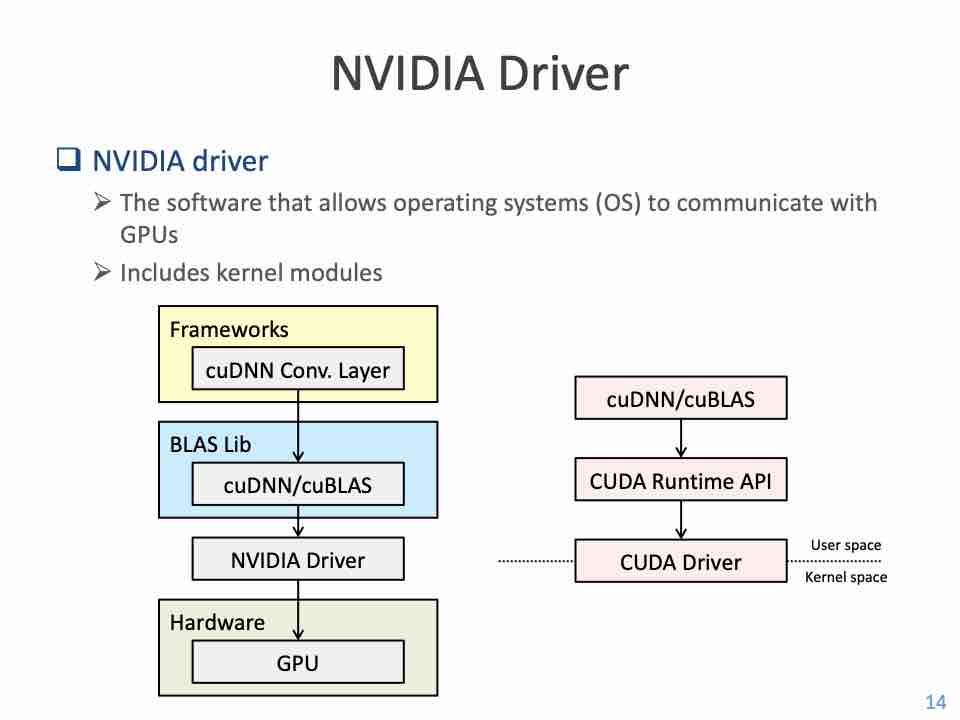 NVIDIA Driver
NVIDIA driver
The software that allows operating systems (OS) to communicate with
GPUs
Includes kernel modules
Frameworks
cuDNN Conv. Layer
BLAS Lib
cuDNN/cuBLAS
NVIDIA Driver
Hardware
GPU
cuDNN/cuBLAS
CUDA Runtime API
CUDA Driver
User space
Kernel space
14